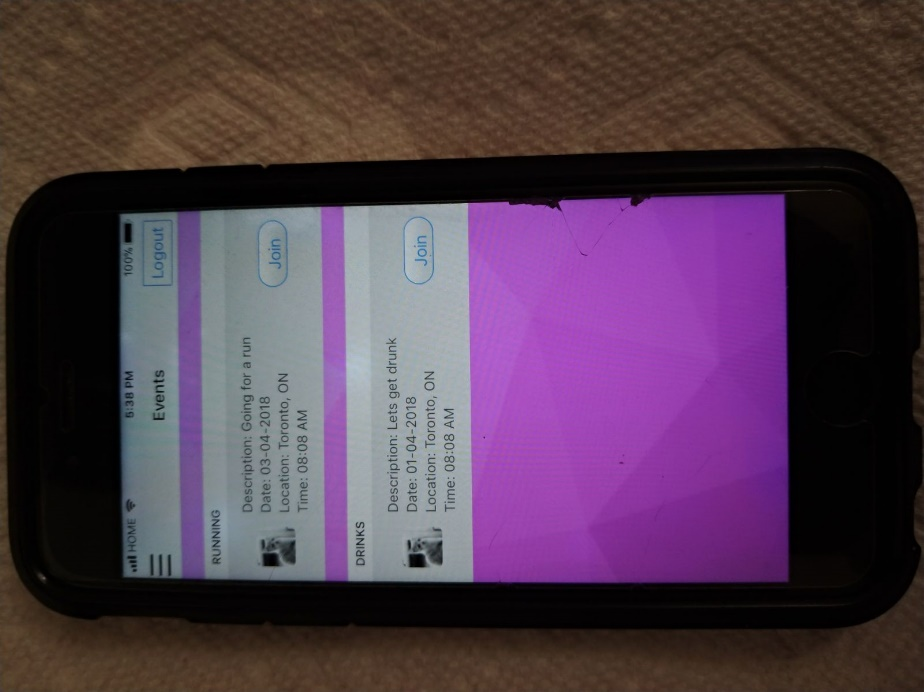 HOME 5:38 PM 100%
Events Logout
RUNNING
Description: Going for a run
Date: 03-04-2018
Location: Toronto, ON
Time: 08:08 AM
Join
DRINKS
Description: Lets get drunk
Date: 01-04-2018
Location: Toronto, ON
Time: 08:08 AM
Join